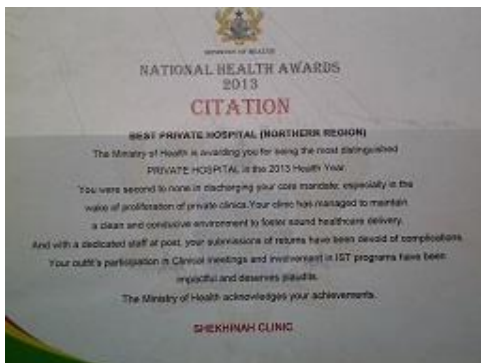 MINISTRY OF HEALTH
NATIONAL HEALTH AWARDS
2013
CITATION
BEST PRIVATE HOSPITAL (NORTHERN REGION)
The Ministry of Health is awarding you for being the most distinguished
PRIVATE HOSPITAL in the 2013 Health Year.
You were second to none in discharging your core mandate, especially in the
wake of proliferation of private clinics. Your clinic has managed to maintain
a clean and conducive environment to foster sound healthcare delivery.
And with a dedicated staff at post, your submissions of returns have been devoid of complications.
Your outfit's participation in Clinical meetings and involvement in IST programs have been
impactful and deserves plaudits.
The Ministry of Health acknowledges your achievements.
SHEKHINAH CLINIC